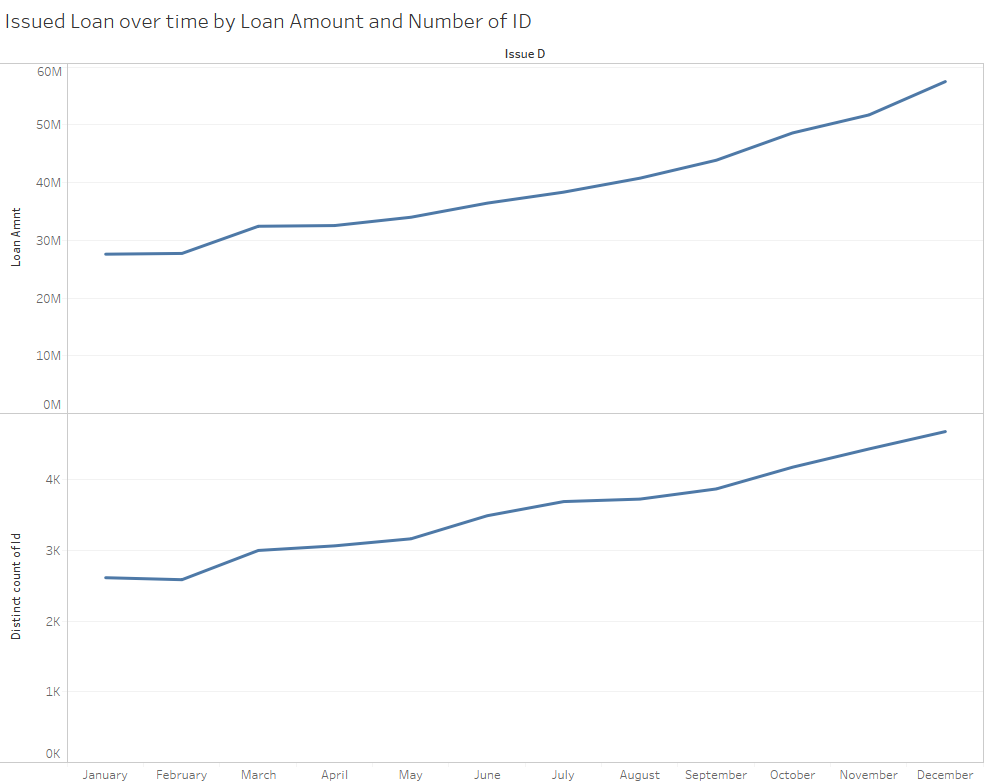 Issued Loan over time by Loan Amount and Number of ID
Issue D
60M
50M
40M
30M
20M
10M
0M
Loan Amnt
4K
3K
2K
1K
0K
Distinct count of Id
January February March April May June July August September October November December